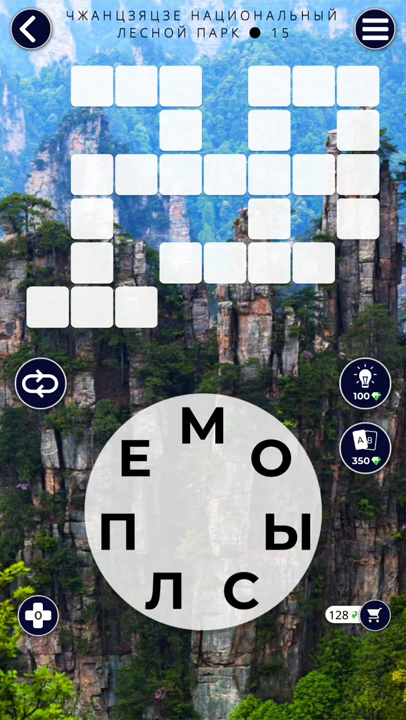 ЧЖАНЦЗЯЦЗЕ НАЦИОНАЛЬНЫЙ
ЛЕСНОЙ ПАРК ● 15
100
A B
350
М
Е О
П Ы
Л С
0
128